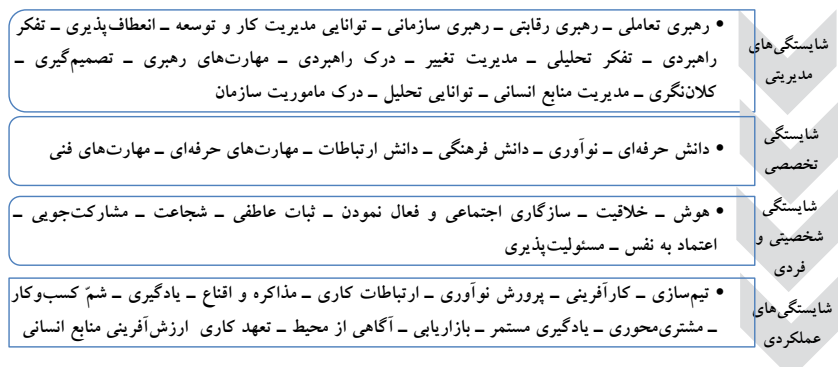 شایستگی‌های
مدیریتی
• رهبری تعاملی ـ رهبری رقابتی ـ رهبری سازمانی ـ توانایی مدیریت کار و توسعه ـ انعطاف‌پذیری ـ تفکر
راهبردی ـ تفکر تحلیلی ـ مدیریت تغییر ـ درک راهبردی ـ مهارت‌های رهبری ـ تصمیم‌گیری ـ
کلان‌نگری ـ مدیریت منابع انسانی ـ توانایی تحلیل ـ درک ماموریت سازمان
شایستگی
تخصصی
• دانش حرفه‌ای ـ نوآوری ـ دانش فرهنگی ـ دانش ارتباطات ـ مهارت‌های حرفه‌ای ـ مهارت‌های فنی
شایستگی
شخصیتی و
فردی
• هوش ـ خلاقیت ـ سازگاری اجتماعی و فعال نمودن ـ ثبات عاطفی ـ شجاعت ـ مشارکت‌جویی ـ
اعتماد به نفس ـ مسئولیت‌پذیری
شایستگی‌های
عملکردی
• تیم‌سازی ـ کارآفرینی ـ پرورش نوآوری ـ ارتباطات کاری ـ مذاکره و اقناع ـ یادگیری ـ شمّ کسب‌وکار
ـ مشتری‌محوری ـ یادگیری مستمر ـ بازاریابی ـ آگاهی از محیط ـ تعهد کاری ارزش‌آفرینی منابع انسانی